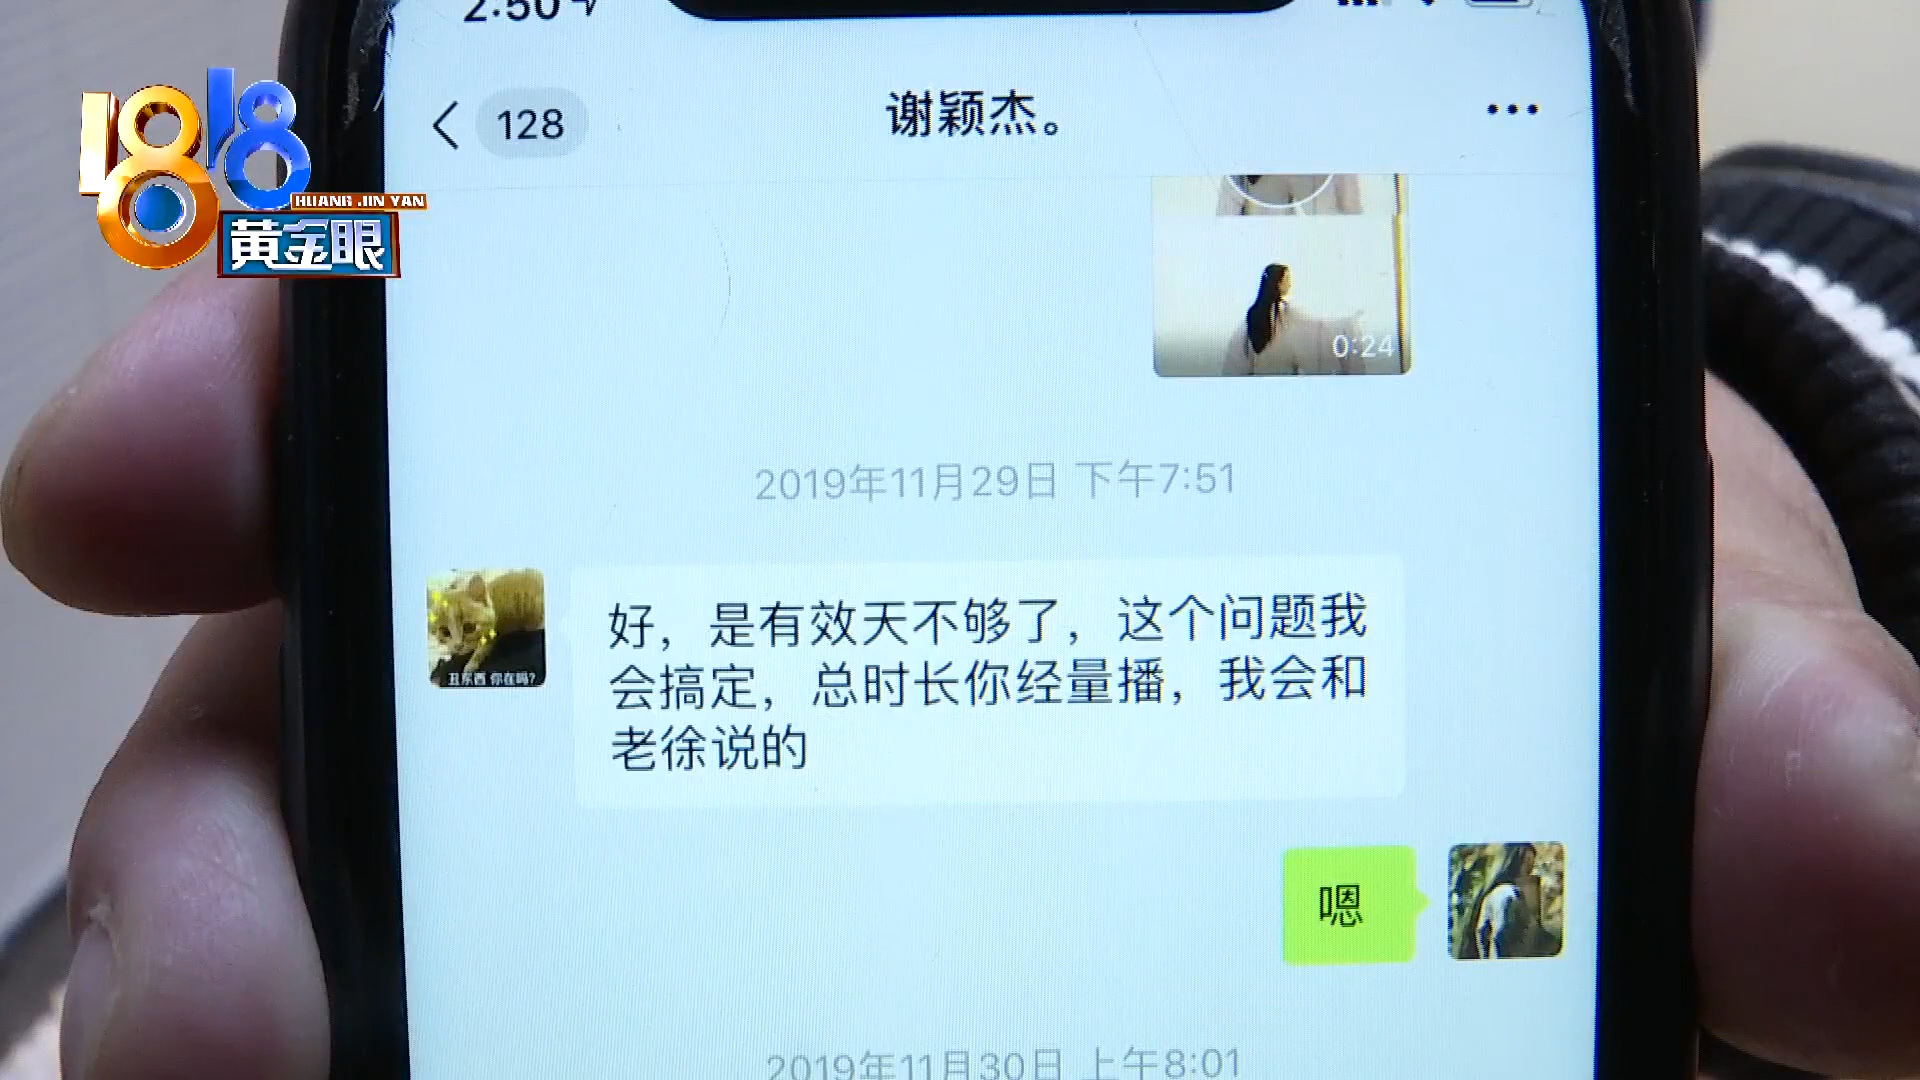 2:50
1818
HUANG JIN YAN
黄金眼
128
谢颖杰。
0:24
2019年11月29日 下午7:51
好，是有效天不够了，这个问题我
会搞定，总时长你经量播，我会和
老徐说的
丑东西 你在吗?
嗯
2019年11月30日 上午8:01